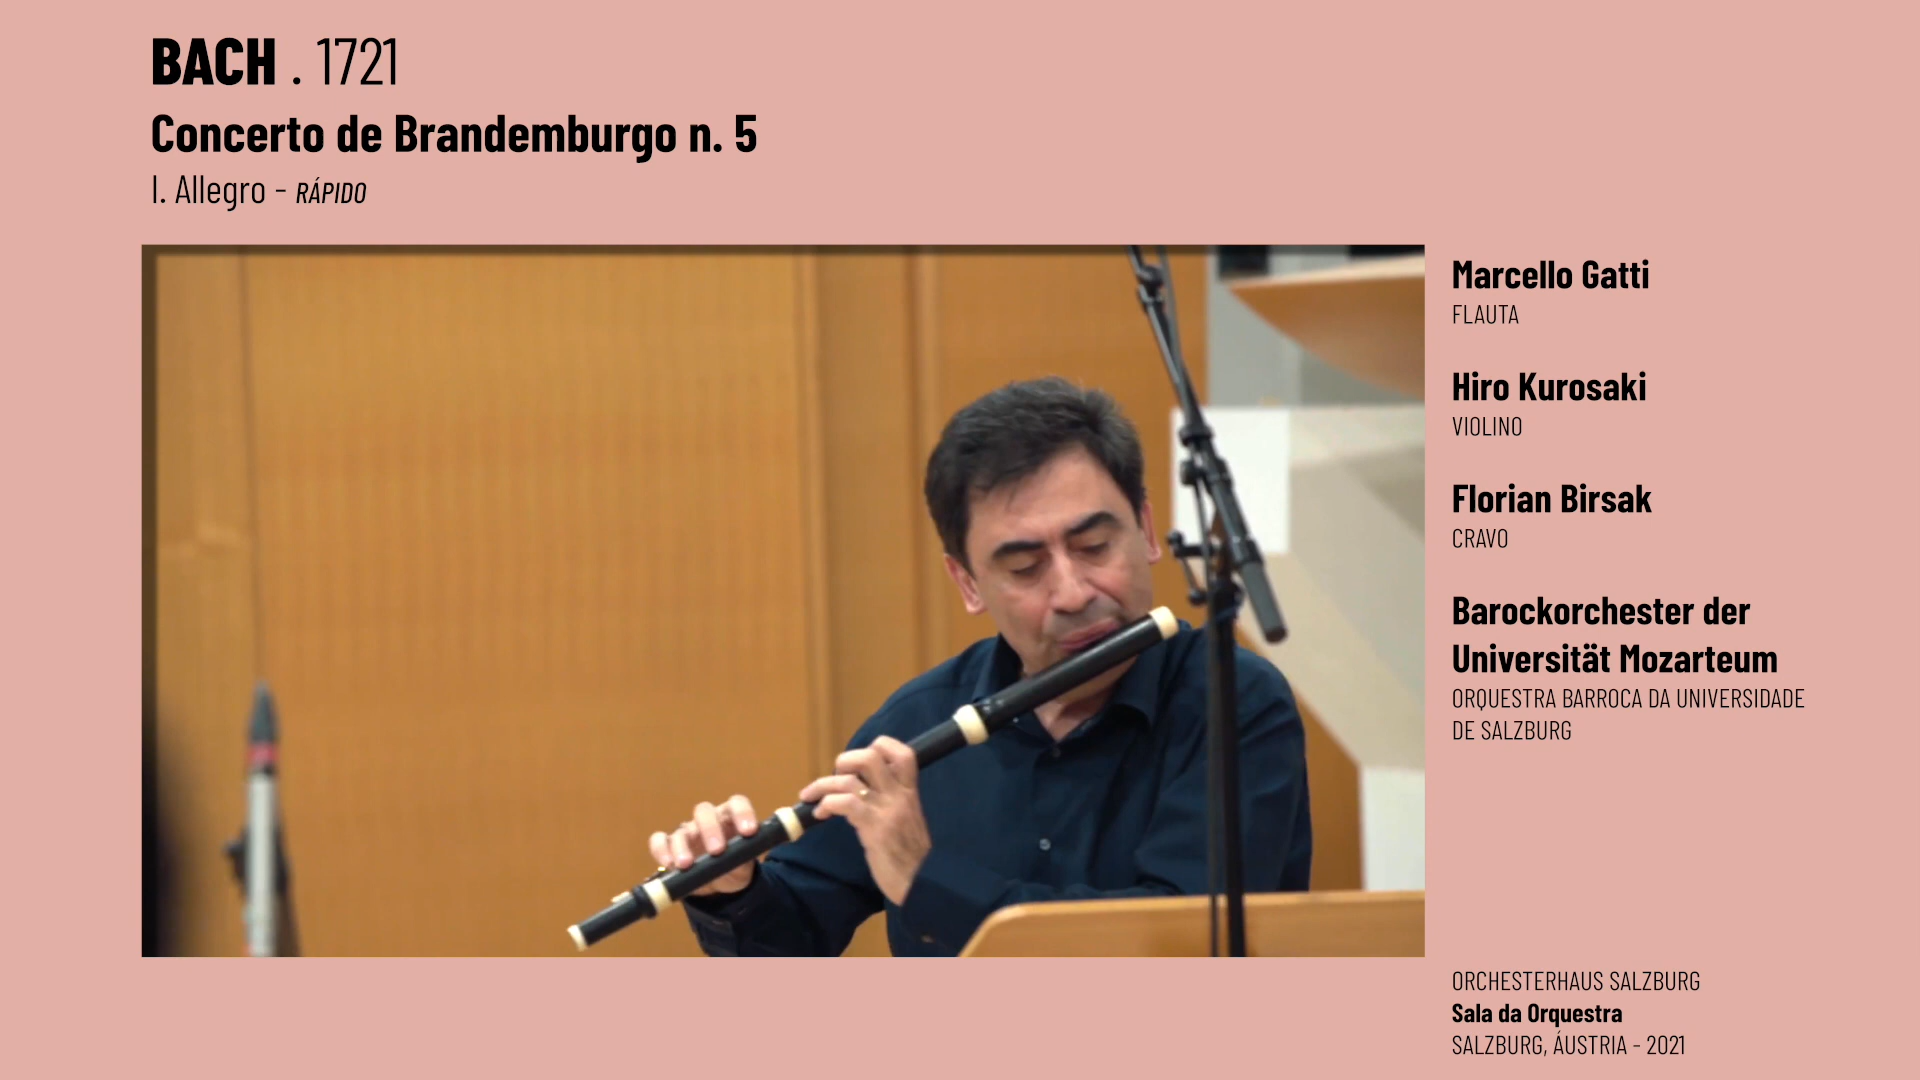 BACH . 1721
Concerto de Brandemburgo n. 5
I. Allegro - RÁPIDO
Marcello Gatti
FLAUTA
Hiro Kurosaki
VIOLINO
Florian Birsak
CRAVO
Barockorchester der
Universität Mozarteum
ORQUESTRA BARROCA DA UNIVERSIDADE
DE SALZBURG
ORCHESTERHAUS SALZBURG
Sala da Orquestra
SALZBURG, ÁUSTRIA - 2021